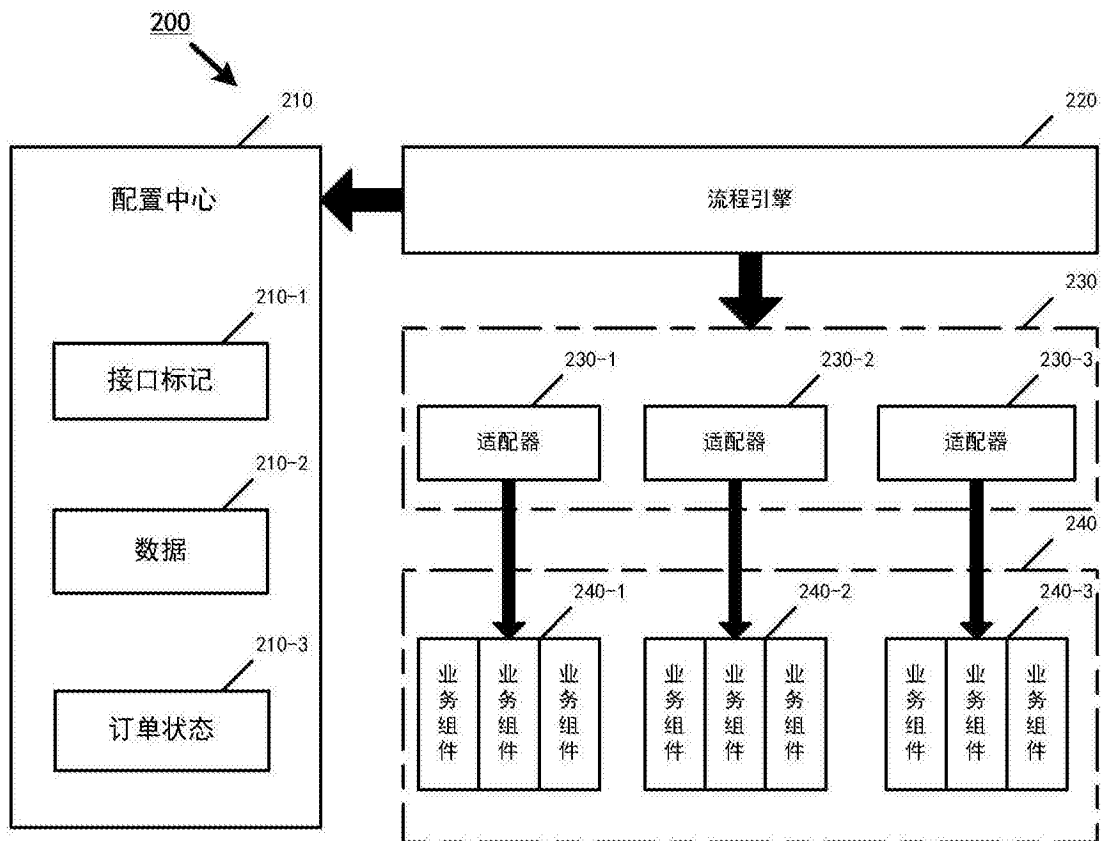 200
210
220
配置中心
流程引擎
210-1
接口标记
230
230-1
230-2
230-3
适配器
适配器
适配器
210-2
数据
240
240-1
240-2
240-3
210-3
订单状态
业务组件
业务组件
业务组件
业务组件
业务组件
业务组件
业务组件
业务组件
业务组件